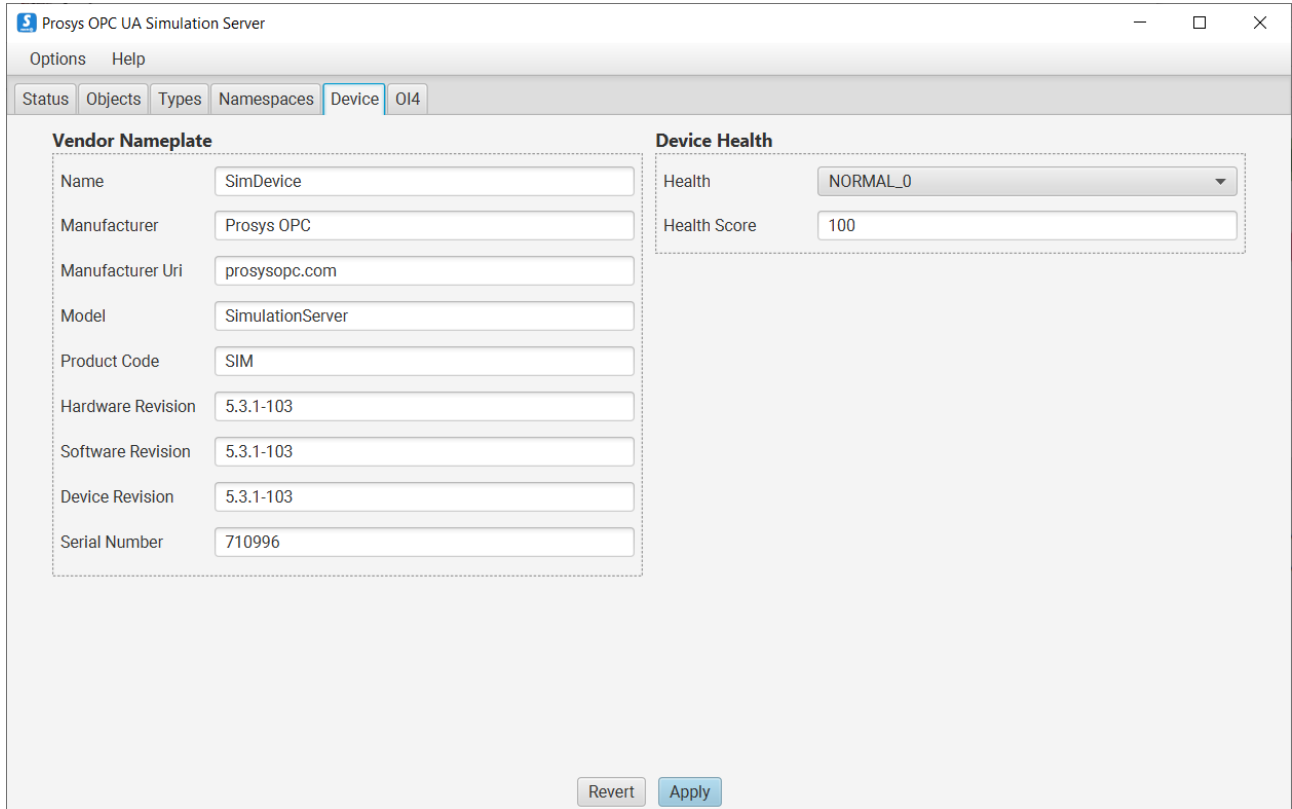 Prosys OPC UA Simulation Server
Options Help
Status Objects Types Namespaces Device OI4
Vendor Nameplate
Name SimDevice
Manufacturer Prosys OPC
Manufacturer Uri prosysopc.com
Model SimulationServer
Product Code SIM
Hardware Revision 5.3.1-103
Software Revision 5.3.1-103
Device Revision 5.3.1-103
Serial Number 710996
Device Health
Health NORMAL_0
Health Score 100
Revert Apply